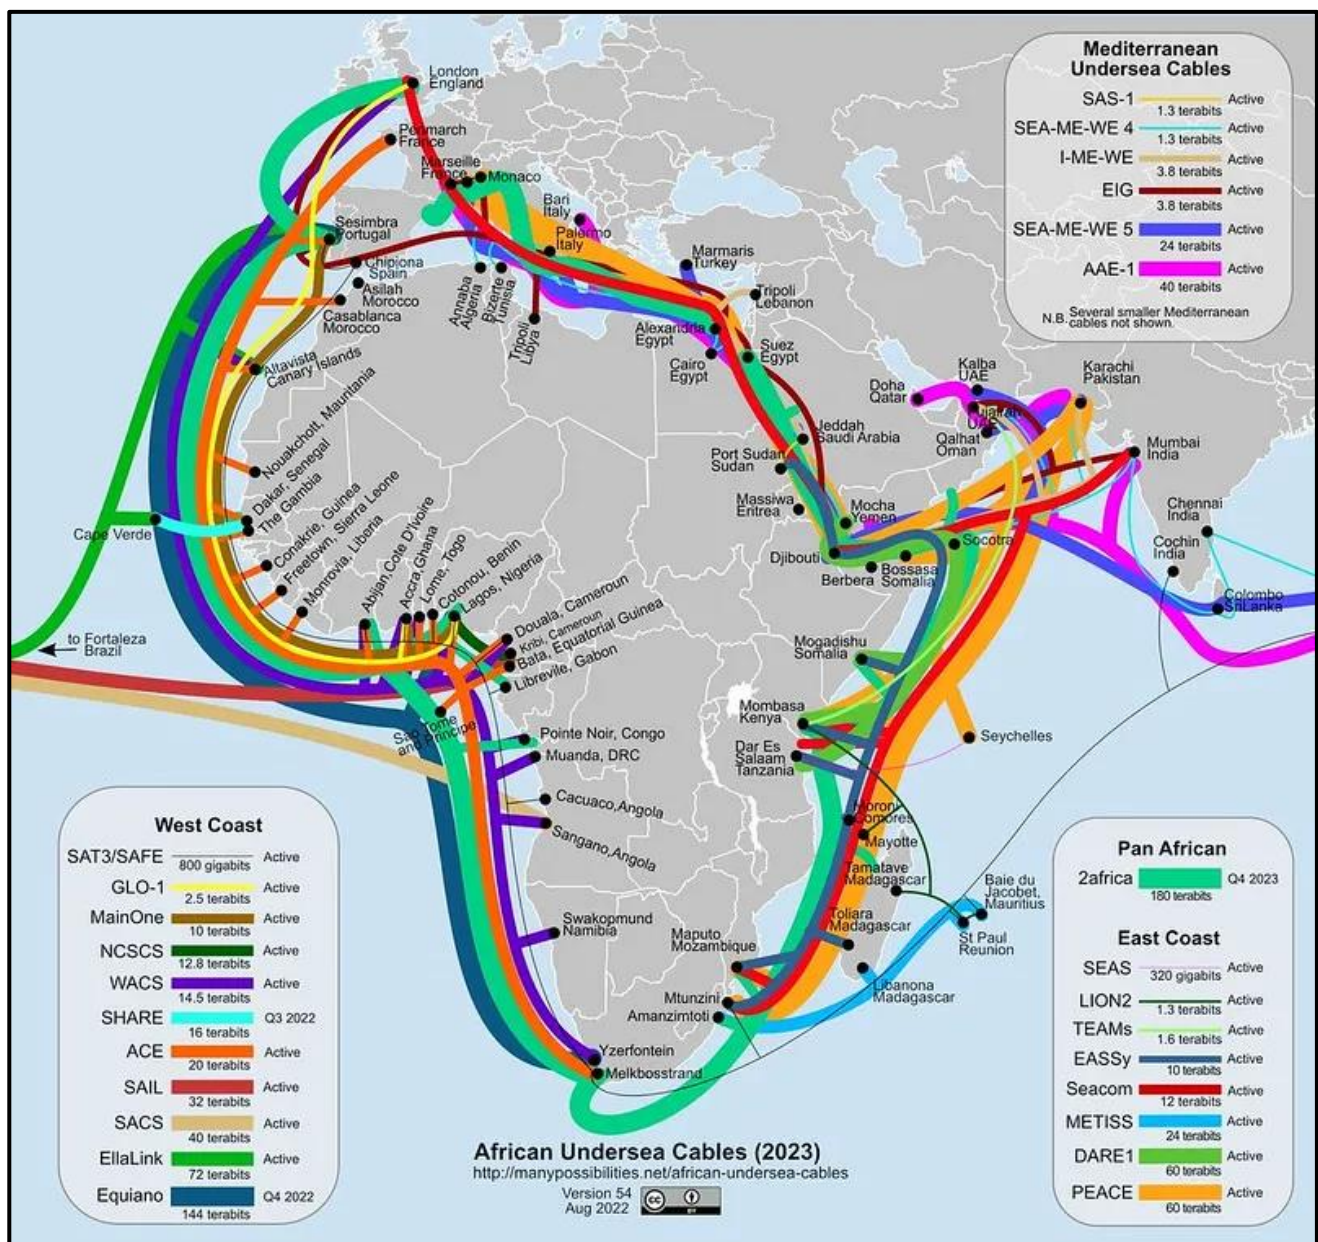 London
England
Penmarch
France
Marseille
France
Monaco
Bari
Italy
Palermo
Italy
Sesimbra
Portugal
Chipiona
Spain
Asilah
Morocco
Casablanca
Morocco
Altavista
Canary Islands
Annaba
Algeria
Bizerte
Tunisia
Tripoli
Libya
Marmaris
Turkey
Tripoli
Lebanon
Alexandria
Egypt
Cairo
Egypt
Suez
Egypt
Doha
Qatar
Kalba
UAE
Fujairah
UAE
Qalhat
Oman
Karachi
Pakistan
Mumbai
India
Chennai
India
Cochin
India
Colombo
SriLanka
Jeddah
Saudi Arabia
Port Sudan
Sudan
Massiwa
Eritrea
Mocha
Yemen
Djibouti
Berbera
Bossasa
Somalia
Socotra
Nouakchott, Mauritania
Dakar, Senegal
The Gambia
Cape Verde
Conakrie, Guinea
Freetown, Sierra Leone
Monrovia, Liberia
Abijan,Cote D'Ivoire
Accra,Ghana
Lome, Togo
Cotonou, Benin
Lagos, Nigeria
Douala, Cameroun
Kribi, Cameroun
Bata, Equatorial Guinea
Librevile, Gabon
to Fortaleza
Brazil
Sao Tome
and Principe
Pointe Noir, Congo
Muanda, DRC
Cacuaco,Angola
Sangano,Angola
Swakopmund
Namibia
Yzerfontein
Melkbosstrand
Mogadishu
Somalia
Mombasa
Kenya
Dar Es
Salaam
Tanzania
Seychelles
Moroni
Comores
Mayotte
Tamatave
Madagascar
Toliara
Madagascar
Baie du
Jacobet,
Mauritius
St Paul
Reunion
Libanona
Madagascar
Maputo
Mozambique
Mtunzini
Amanzimtoti
Mediterranean
Undersea Cables
SAS-1 Active
1.3 terabits
SEA-ME-WE 4 Active
1.3 terabits
I-ME-WE Active
3.8 terabits
EIG Active
3.8 terabits
SEA-ME-WE 5 Active
24 terabits
AAE-1 Active
40 terabits
N.B. Several smaller Mediterranean
cables not shown.
West Coast
SAT3/SAFE Active
800 gigabits
GLO-1 Active
2.5 terabits
MainOne Active
10 terabits
NCSCS Active
12.8 terabits
WACS Active
14.5 terabits
SHARE Q3 2022
16 terabits
ACE Active
20 terabits
SAIL Active
32 terabits
SACS Active
40 terabits
EllaLink Active
72 terabits
Equiano Q4 2022
144 terabits
Pan African
2africa Q4 2023
180 terabits
East Coast
SEAS Active
320 gigabits
LION2 Active
1.3 terabits
TEAMs Active
1.6 terabits
EASSy Active
10 terabits
Seacom Active
12 terabits
METISS Active
24 terabits
DARE1 Active
60 terabits
PEACE Active
60 terabits
African Undersea Cables (2023)
http://manypossibilities.net/african-undersea-cables
Version 54
Aug 2022
cc
BY